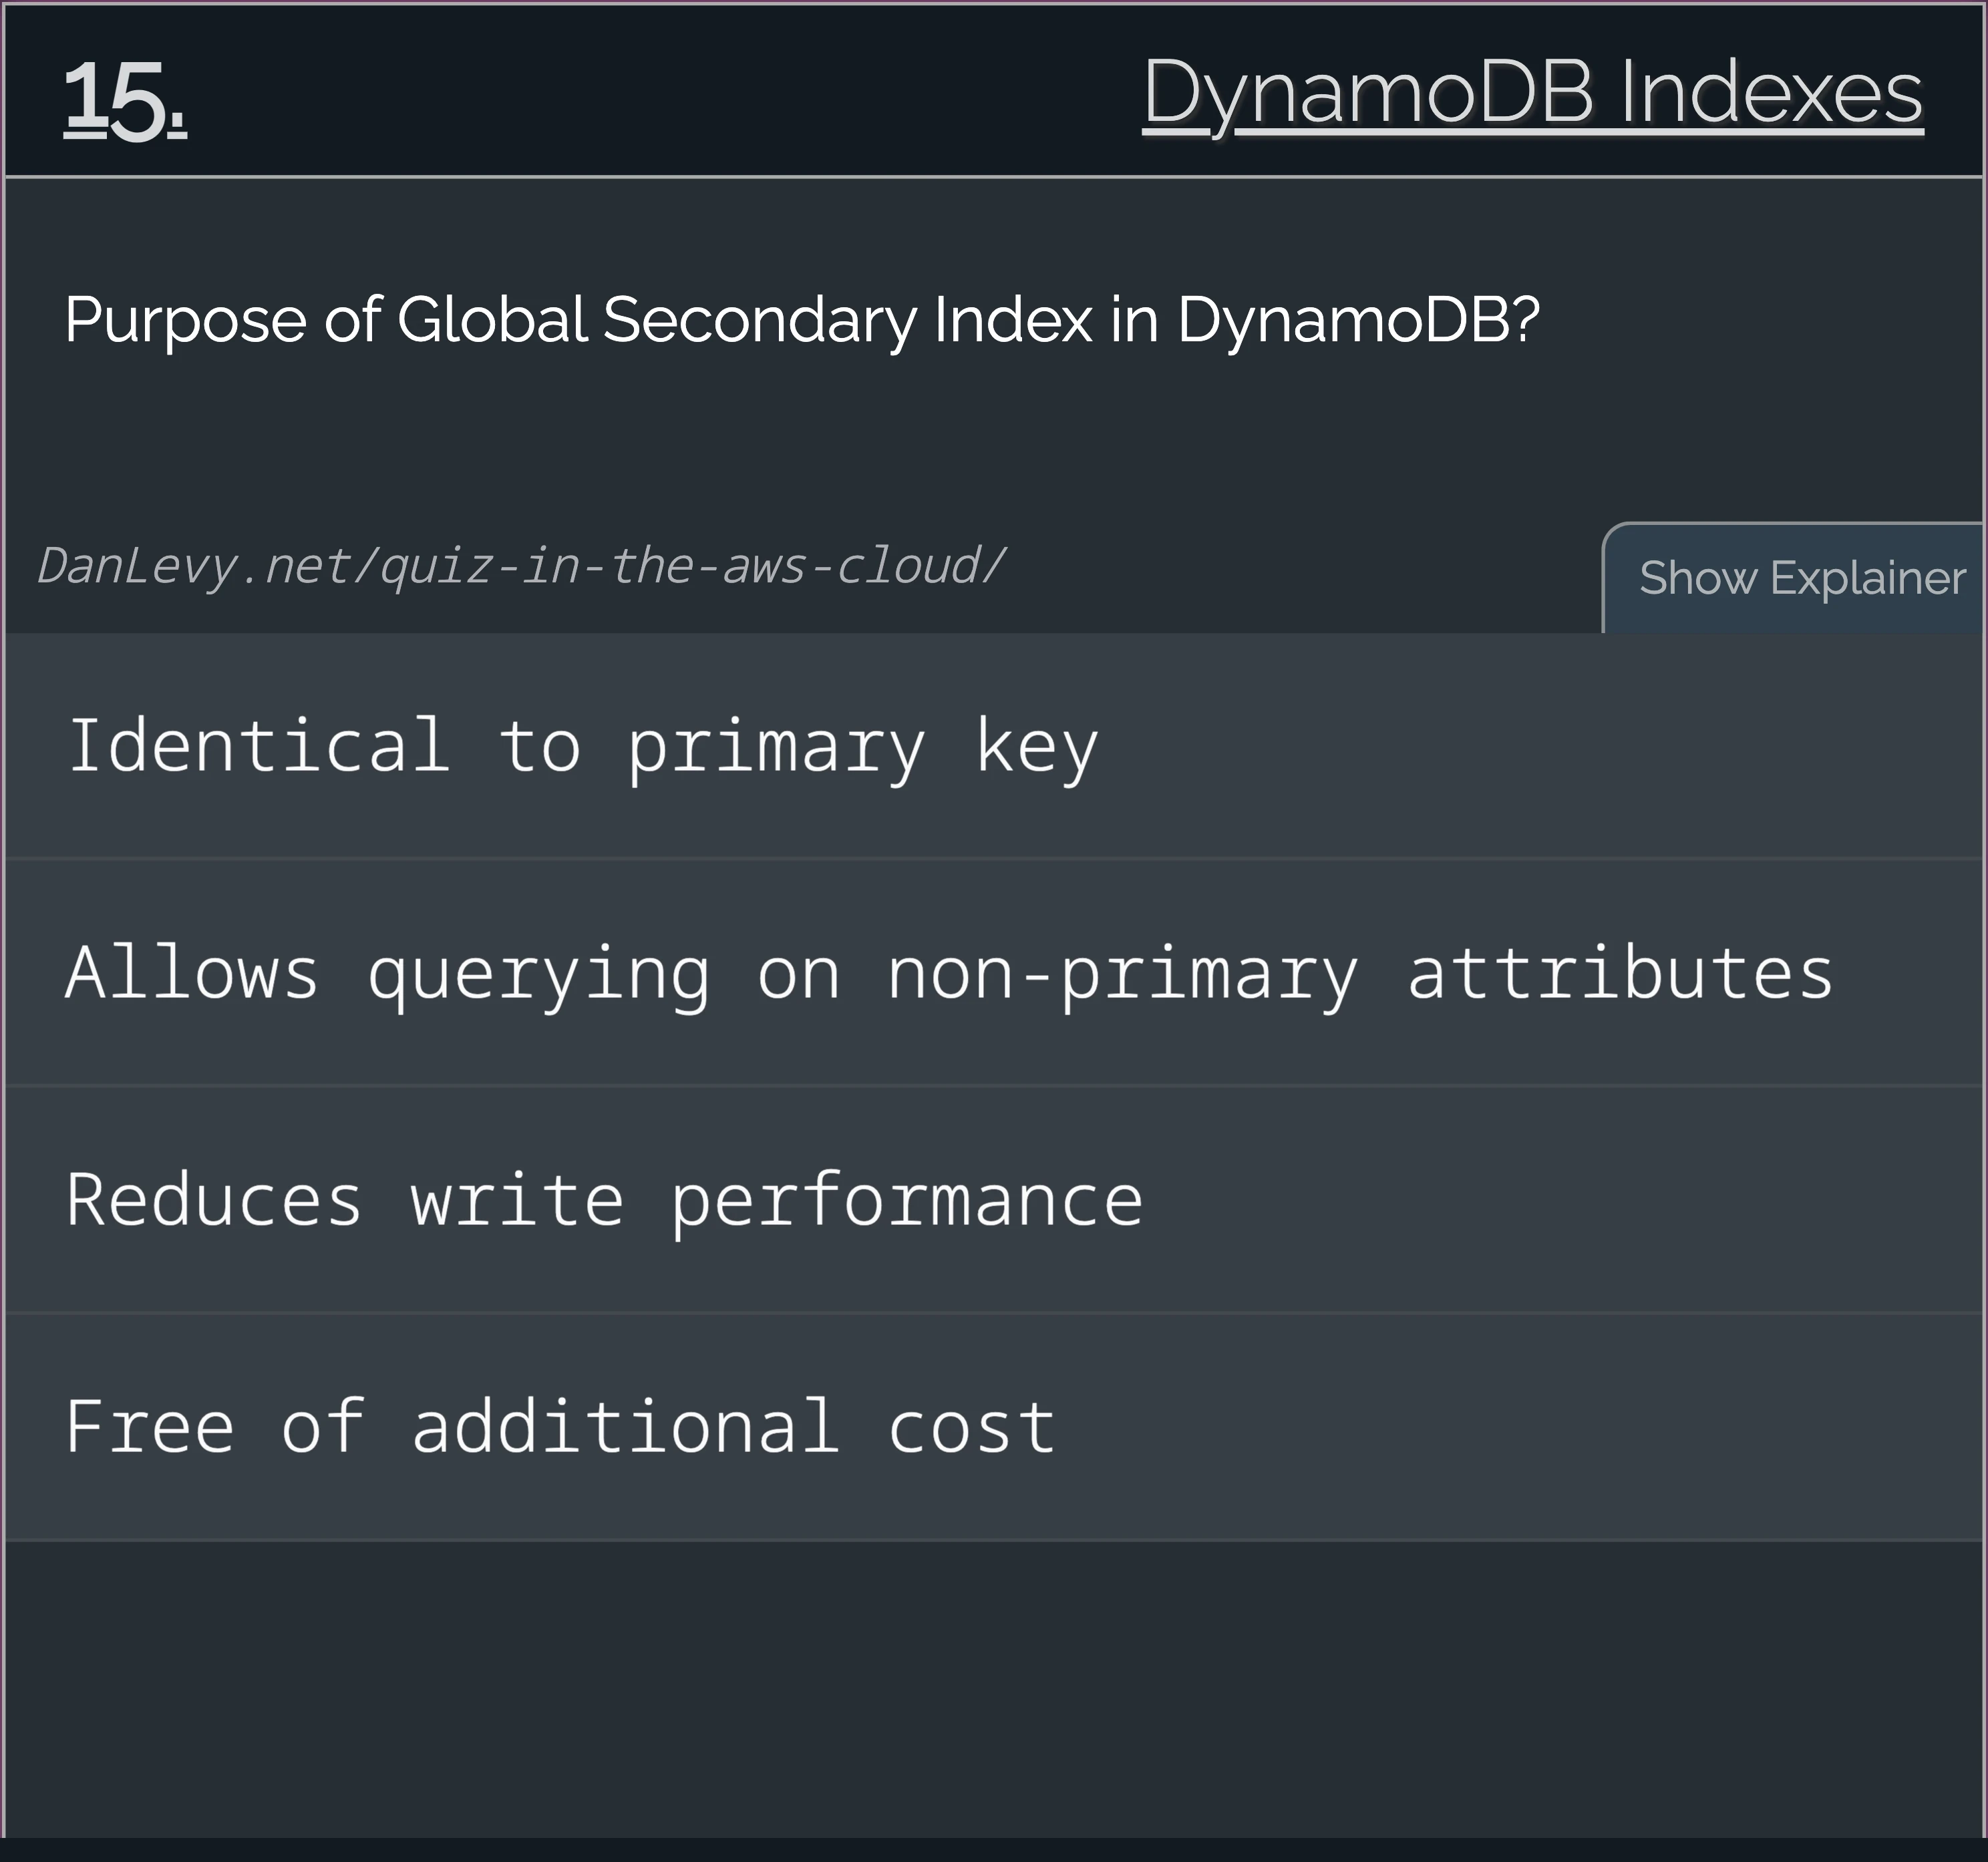 15.
DynamoDB Indexes
Purpose of Global Secondary Index in DynamoDB?
DanLevy.net/quiz-in-the-aws-cloud/
Show Explainer
Identical to primary key
Allows querying on non-primary attributes
Reduces write performance
Free of additional cost